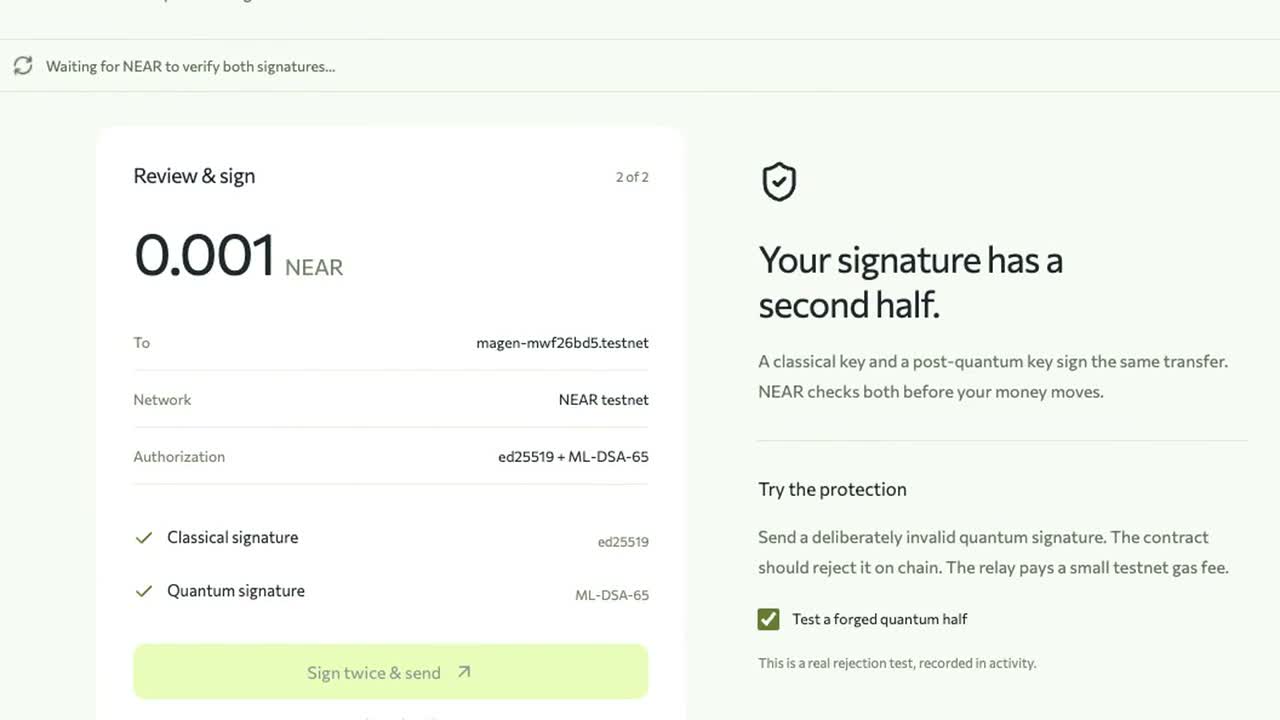 Waiting for NEAR to verify both signatures...
Review & sign
2 of 2
0.001 NEAR
To
magen-mwf26bd5.testnet
Network
NEAR testnet
Authorization
ed25519 + ML-DSA-65
Classical signature
ed25519
Quantum signature
ML-DSA-65
Sign twice & send
Your signature has a
second half.
A classical key and a post-quantum key sign the same transfer.
NEAR checks both before your money moves.
Try the protection
Send a deliberately invalid quantum signature. The contract
should reject it on chain. The relay pays a small testnet gas fee.
Test a forged quantum half
This is a real rejection test, recorded in activity.